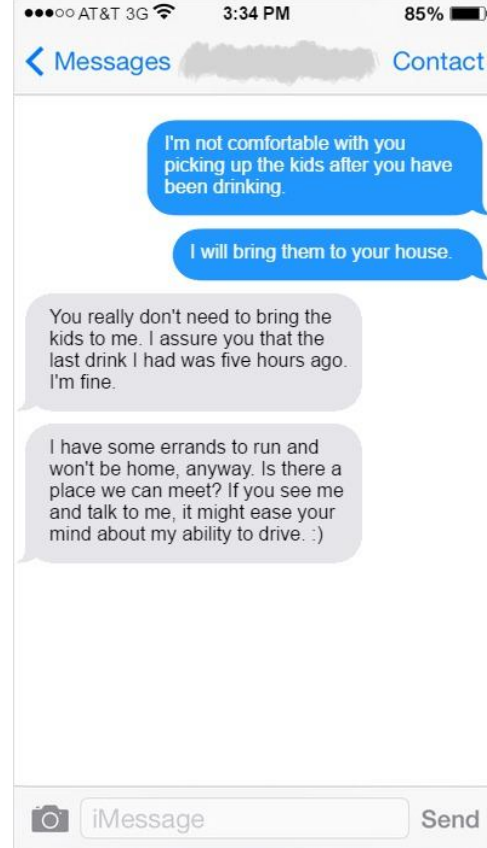 ●●●○○ AT&T 3G 3:34 PM 85%
Messages Contact
I'm not comfortable with you
picking up the kids after you have
been drinking.
I will bring them to your house.
You really don't need to bring the
kids to me. I assure you that the
last drink I had was five hours ago.
I'm fine.
I have some errands to run and
won't be home, anyway. Is there a
place we can meet? If you see me
and talk to me, it might ease your
mind about my ability to drive. :)
iMessage Send